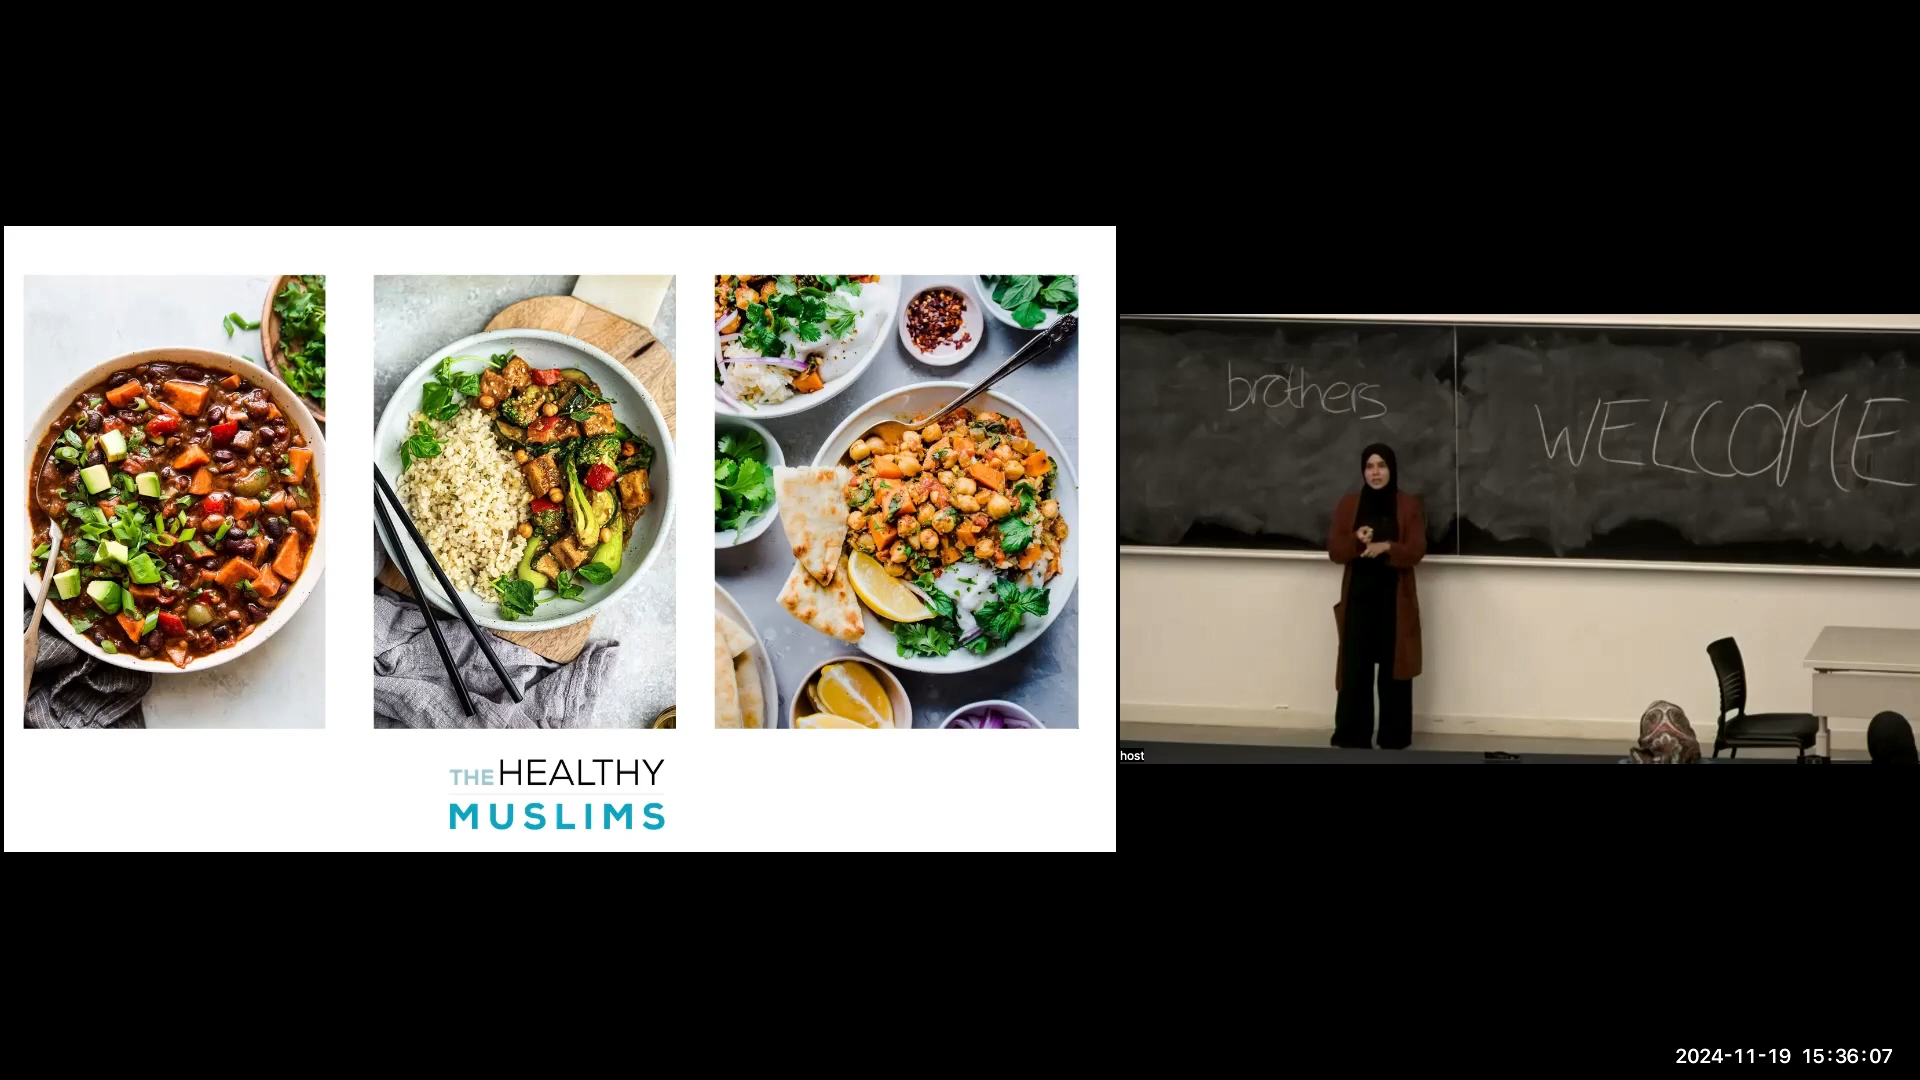 THE HEALTHY
MUSLIMS
brothers
WELCOME
host
2024-11-19 15:36:07